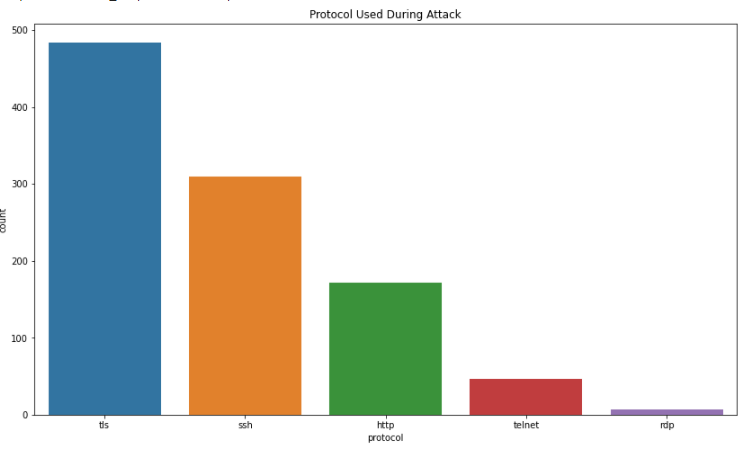 Protocol Used During Attack
500
400
300
200
100
0
count
tls
ssh
http
telnet
rdp
protocol